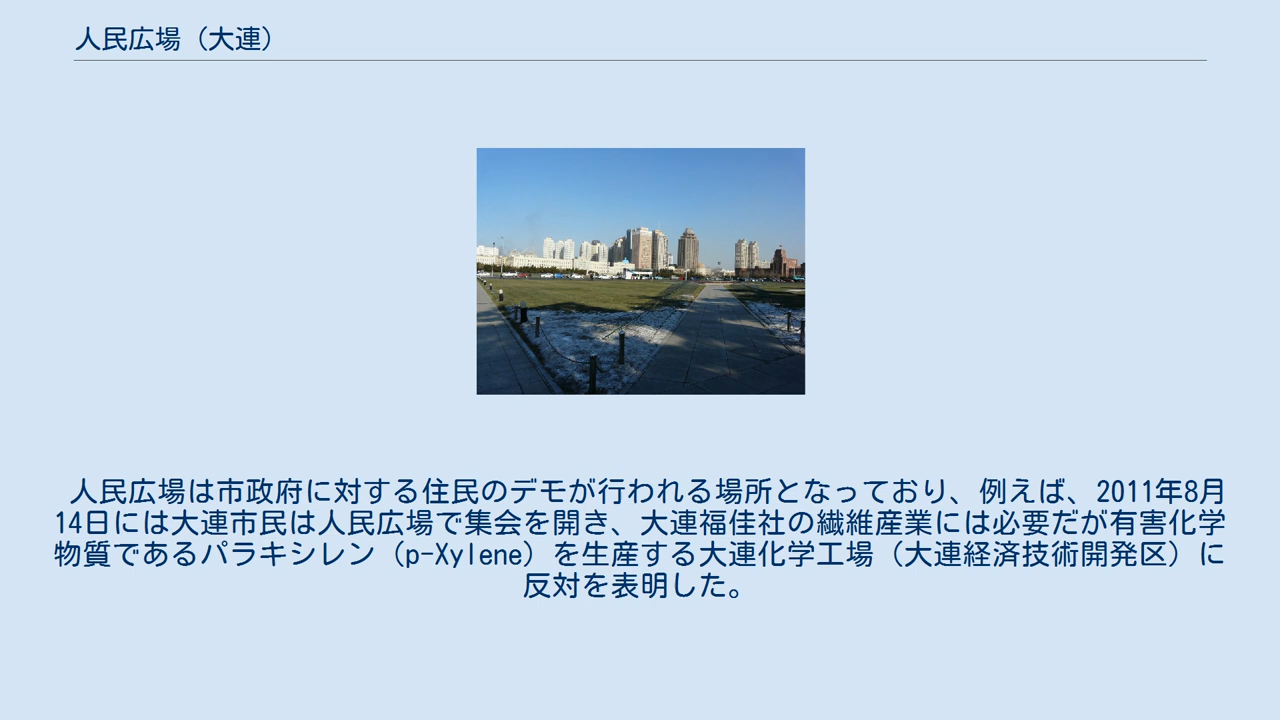 人民広場（大連）
人民広場は市政府に対する住民のデモが行われる場所となっており、例えば、2011年8月
14日には大連市民は人民広場で集会を開き、大連福佳社の繊維産業には必要だが有害化学
物質であるパラキシレン（p-Xylene）を生産する大連化学工場（大連経済技術開発区）に
反対を表明した。